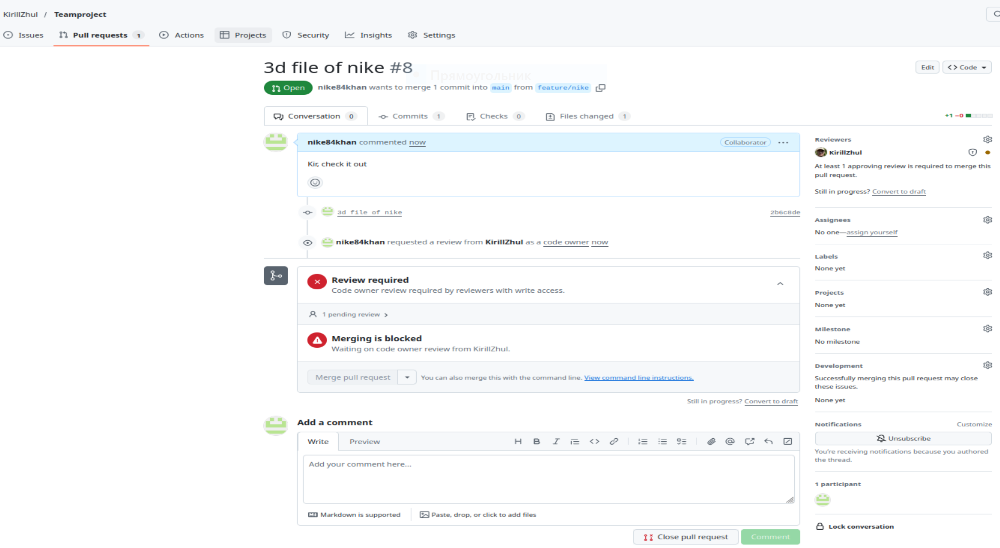 KirillZhul / Teamproject
Issues Pull requests 1 Actions Projects Security Insights Settings
3d file of nike #8
Прямоугольник
Edit <> Code
Open nike84khan wants to merge 1 commit into main from feature/nike
Conversation 0 Commits 1 Checks 0 Files changed 1
+1 −0
nike84khan commented now Collaborator ...
Kir, check it out
3d file of nike 2b6c8de
nike84khan requested a review from KirillZhul as a code owner now
Review required
Code owner review required by reviewers with write access.
1 pending review
Merging is blocked
Waiting on code owner review from KirillZhul.
Merge pull request You can also merge this with the command line. View command line instructions.
Still in progress? Convert to draft
Add a comment
Write Preview H B I <> @
Add your comment here...
Markdown is supported Paste, drop, or click to add files
Close pull request Comment
Reviewers
KirillZhul
At least 1 approving review is required to merge this
pull request.
Still in progress? Convert to draft
Assignees
No one—assign yourself
Labels
None yet
Projects
None yet
Milestone
No milestone
Development
Successfully merging this pull request may close
these issues.
None yet
Notifications Customize
Unsubscribe
You're receiving notifications because you authored
the thread.
1 participant
Lock conversation